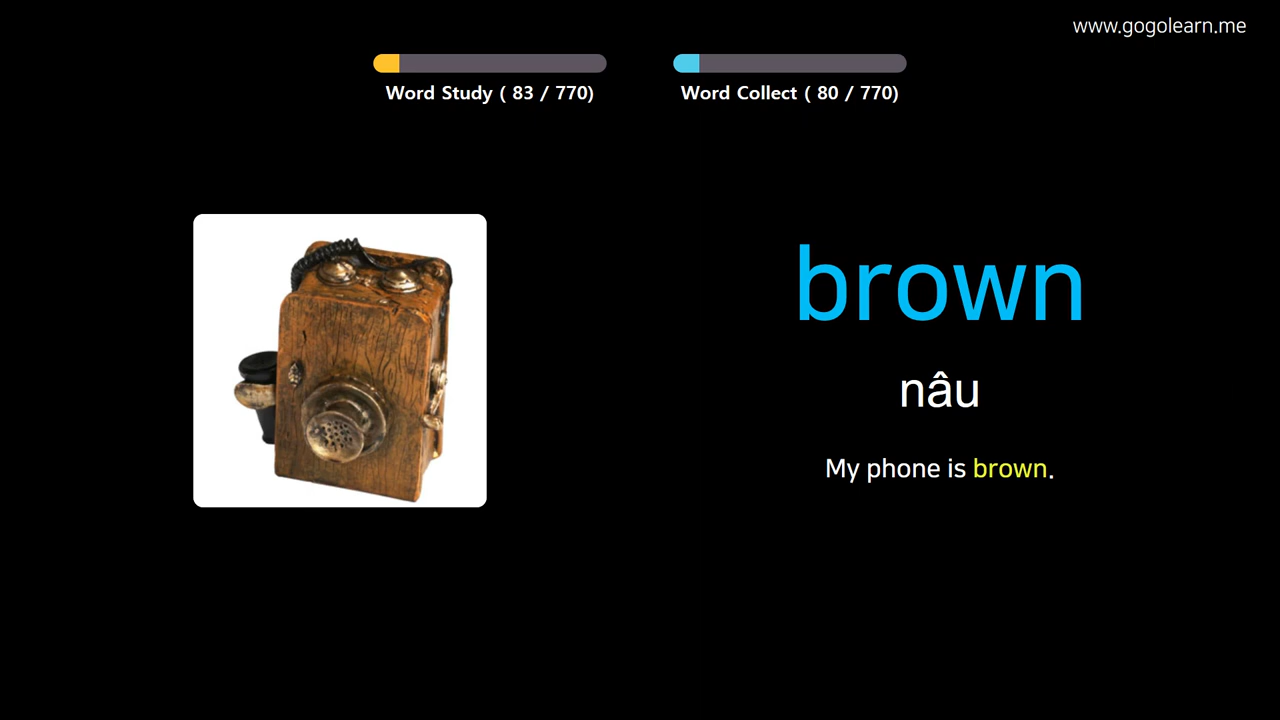 www.gogolearn.me
Word Study ( 83 / 770)
Word Collect ( 80 / 770)
brown
nâu
My phone is brown.